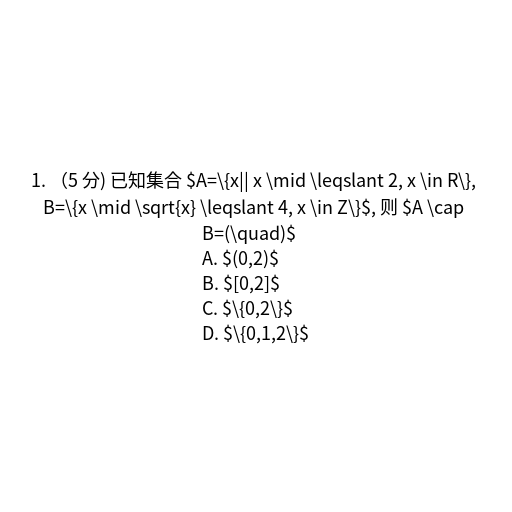 1. （5 分) 已知集合 $A=\{x|| x \mid \leqslant 2, x \in R\},
B=\{x \mid \sqrt{x} \leqslant 4, x \in Z\}$, 则 $A \cap
B=(\quad)$
A. $(0,2)$
B. $[0,2]$
C. $\{0,2\}$
D. $\{0,1,2\}$